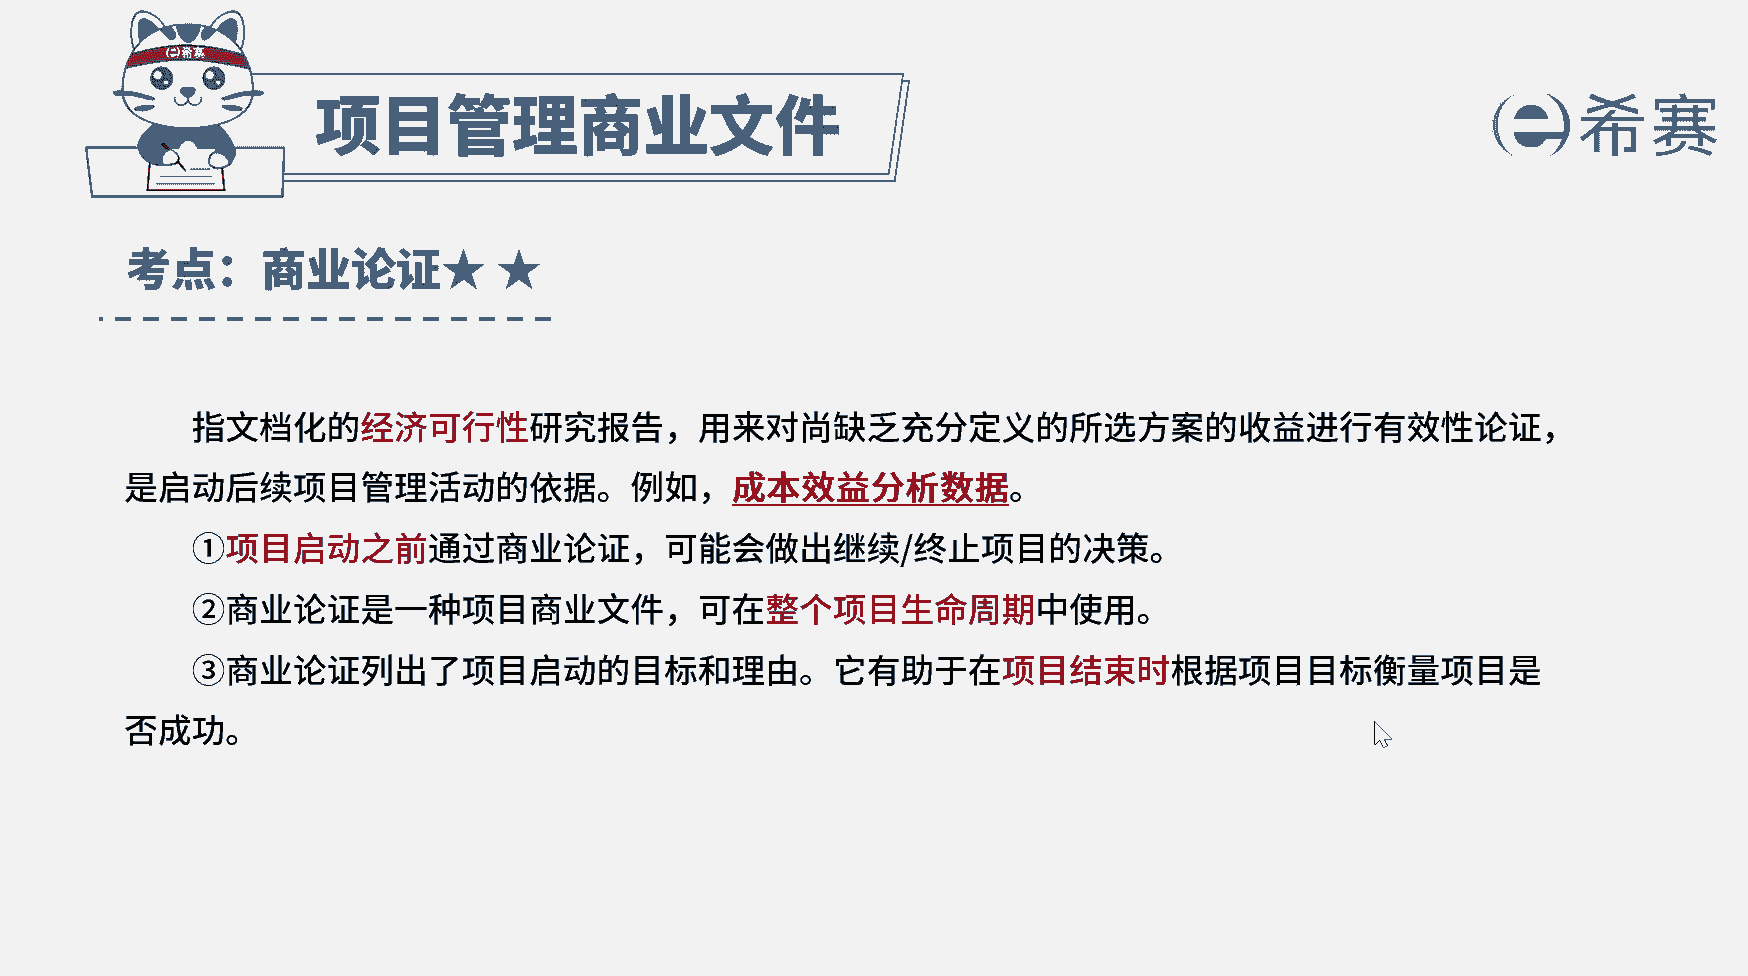 (e)希赛
项目管理商业文件
(e)希赛
考点：商业论证★ ★
指文档化的经济可行性研究报告，用来对尚缺乏充分定义的所选方案的收益进行有效性论证，
是启动后续项目管理活动的依据。例如，成本效益分析数据。
①项目启动之前通过商业论证，可能会做出继续/终止项目的决策。
②商业论证是一种项目商业文件，可在整个项目生命周期中使用。
③商业论证列出了项目启动的目标和理由。它有助于在项目结束时根据项目目标衡量项目是
否成功。